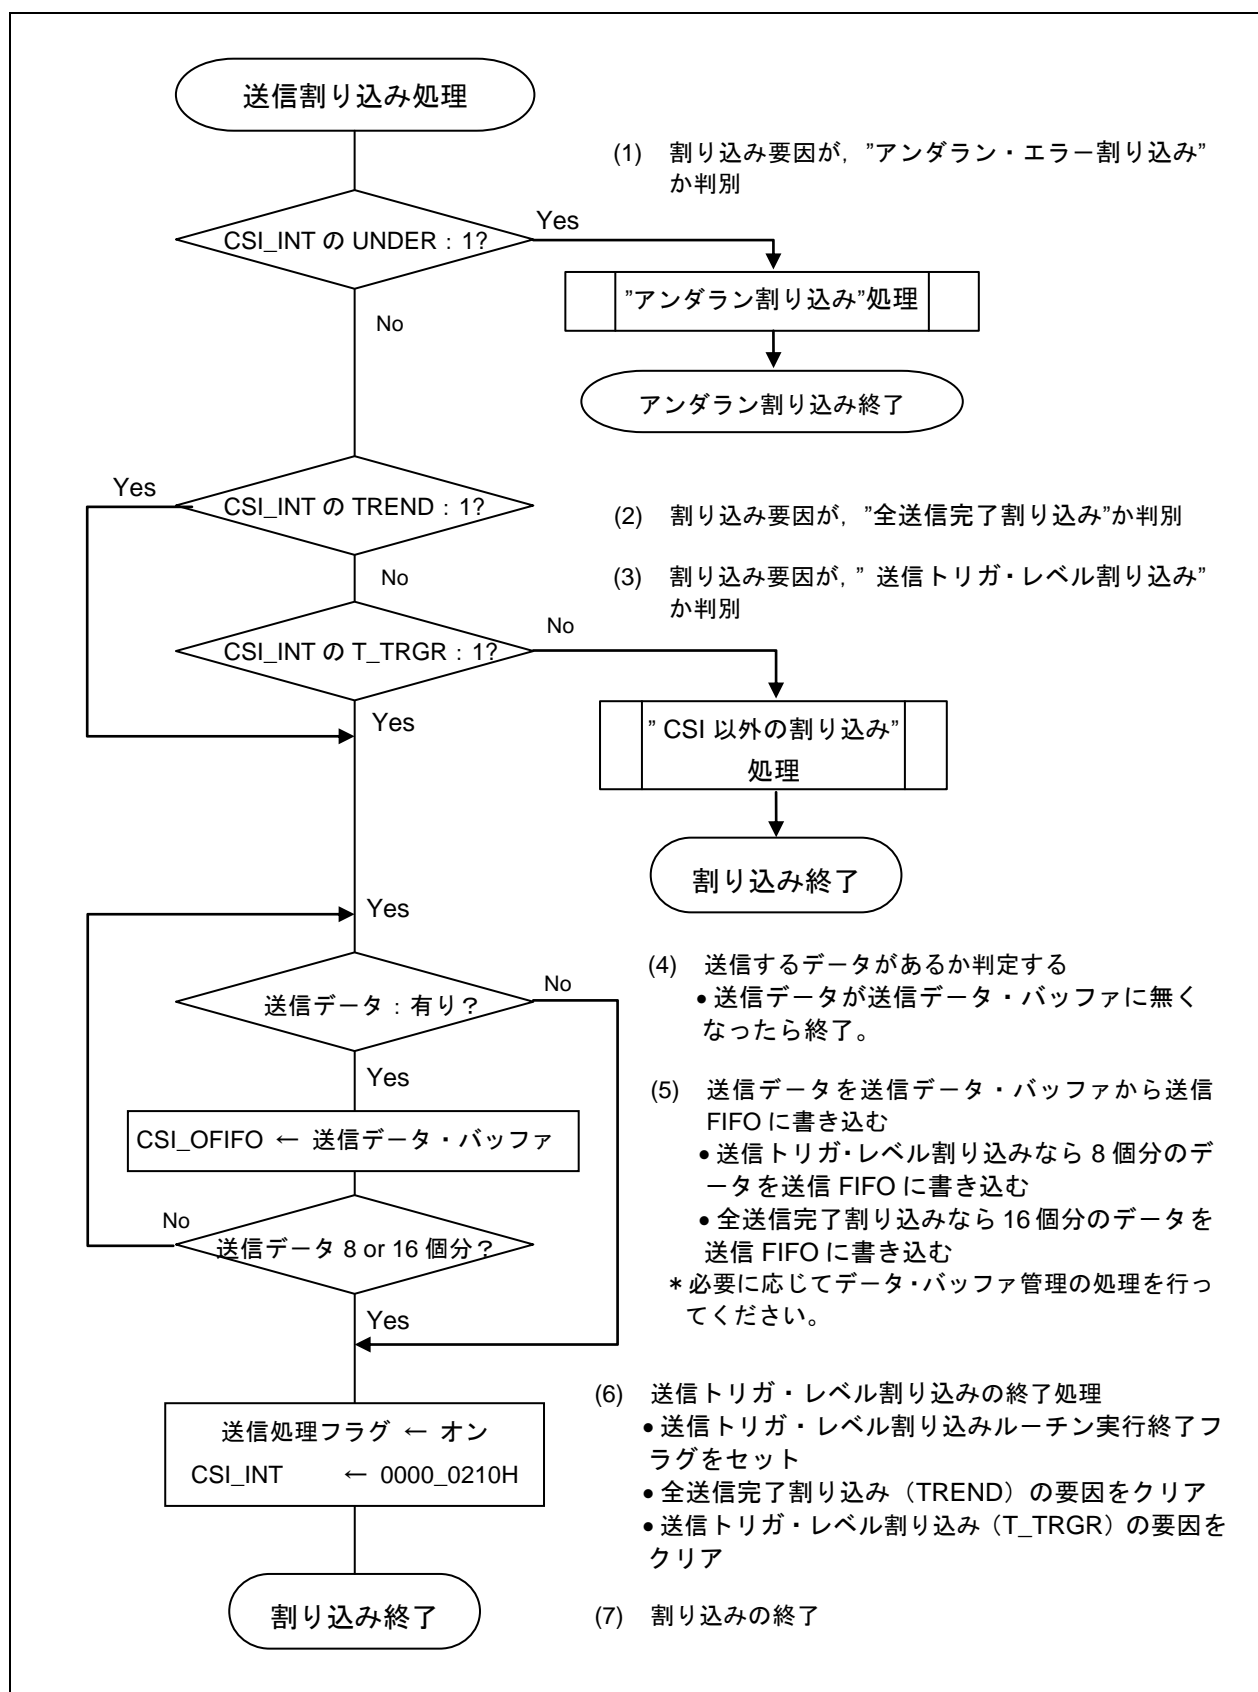 送信割り込み処理
(1) 割り込み要因が，”アンダラン・エラー割り込み”
か判別
CSI_INT の UNDER：1?
Yes
”アンダラン割り込み”処理
No
アンダラン割り込み終了
Yes
CSI_INT の TREND：1?
(2) 割り込み要因が，”全送信完了割り込み”か判別
No
(3) 割り込み要因が，” 送信トリガ・レベル割り込み”
か判別
CSI_INT の T_TRGR：1?
No
Yes
” CSI 以外の割り込み”
処理
割り込み終了
Yes
(4) 送信するデータがあるか判定する
• 送信データが送信データ・バッファに無く
なったら終了。
送信データ：有り？
No
Yes
(5) 送信データを送信データ・バッファから送信
FIFO に書き込む
CSI_OFIFO ← 送信データ・バッファ
• 送信トリガ・レベル割り込みなら 8 個分のデ
ータを送信 FIFO に書き込む
No
• 全送信完了割り込みなら 16 個分のデータを
送信 FIFO に書き込む
送信データ 8 or 16 個分？
＊必要に応じてデータ・バッファ管理の処理を行っ
てください。
Yes
(6) 送信トリガ・レベル割り込みの終了処理
送信処理フラグ ← オン
• 送信トリガ・レベル割り込みルーチン実行終了フ
ラグをセット
CSI_INT ← 0000_0210H
• 全送信完了割り込み（TREND）の要因をクリア
• 送信トリガ・レベル割り込み（T_TRGR）の要因を
クリア
割り込み終了
(7) 割り込みの終了